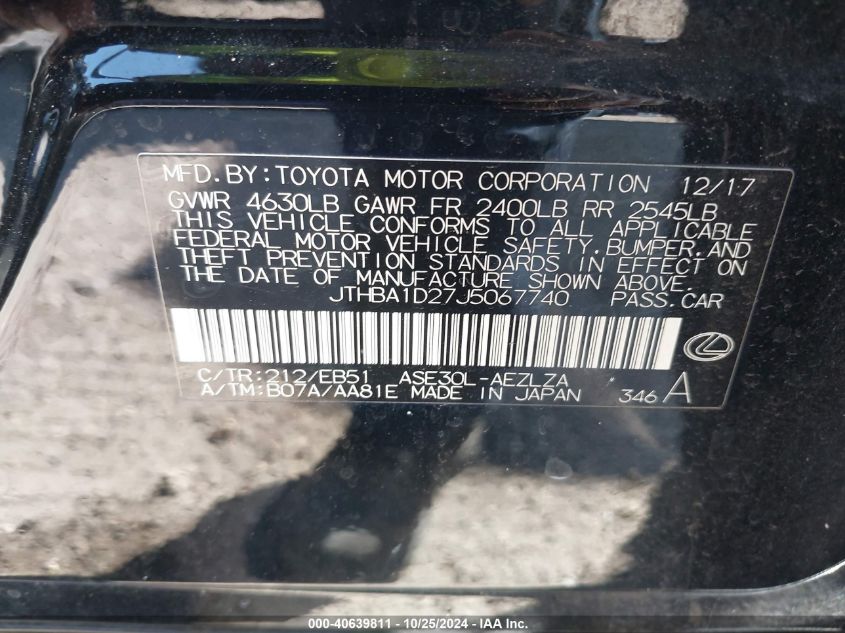 MFD. BY: TOYOTA MOTOR CORPORATION 12/17
GVWR 4630LB GAWR FR 2400LB RR 2545LB
THIS VEHICLE CONFORMS TO ALL APPLICABLE
FEDERAL MOTOR VEHICLE SAFETY, BUMPER, AND
THEFT PREVENTION STANDARDS IN EFFECT ON
THE DATE OF MANUFACTURE SHOWN ABOVE.
JTHBA1D27J5067740 PASS. CAR
C/TR: 212/EB51 ASE30L-AEZLZA * 346 A
A/TM: B07A/AA81E MADE IN JAPAN
000-40639811 - 10/25/2024 - IMPACT AUTO AUCTIONS